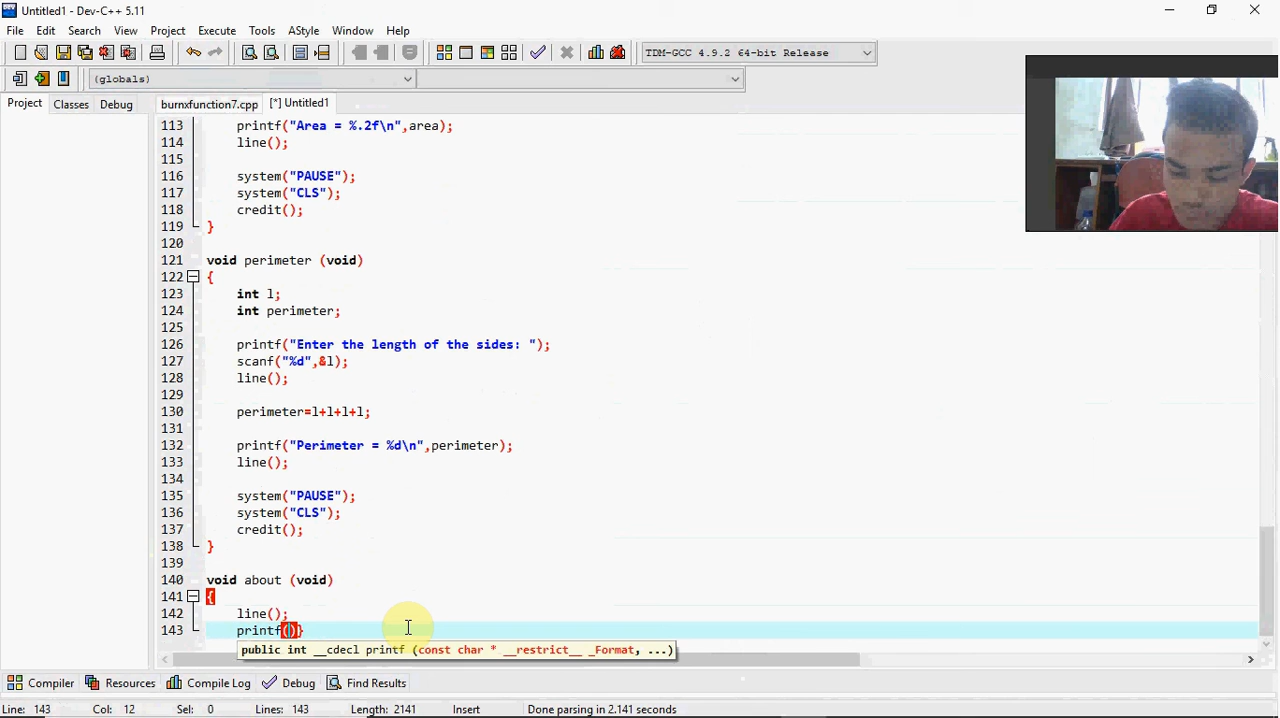 Untitled1 - Dev-C++ 5.11
File Edit Search View Project Execute Tools AStyle Window Help
TDM-GCC 4.9.2 64-bit Release
(globals)
Project Classes Debug burnxfunction7.cpp [*] Untitled1
113 printf("Area = %.2f\n",area);
114 line();
115
116 system("PAUSE");
117 system("CLS");
118 credit();
119 }
120
121 void perimeter (void)
122 {
123 int l;
124 int perimeter;
125
126 printf("Enter the length of the sides: ");
127 scanf("%d",&l);
128 line();
129
130 perimeter=l+l+l+l;
131
132 printf("Perimeter = %d\n",perimeter);
133 line();
134
135 system("PAUSE");
136 system("CLS");
137 credit();
138 }
139
140 void about (void)
141 {
142 line();
143 printf()}
public int __cdecl printf (const char * __restrict__ _Format, ...)
Compiler Resources Compile Log Debug Find Results
Line: 143 Col: 12 Sel: 0 Lines: 143 Length: 2141 Insert Done parsing in 2.141 seconds